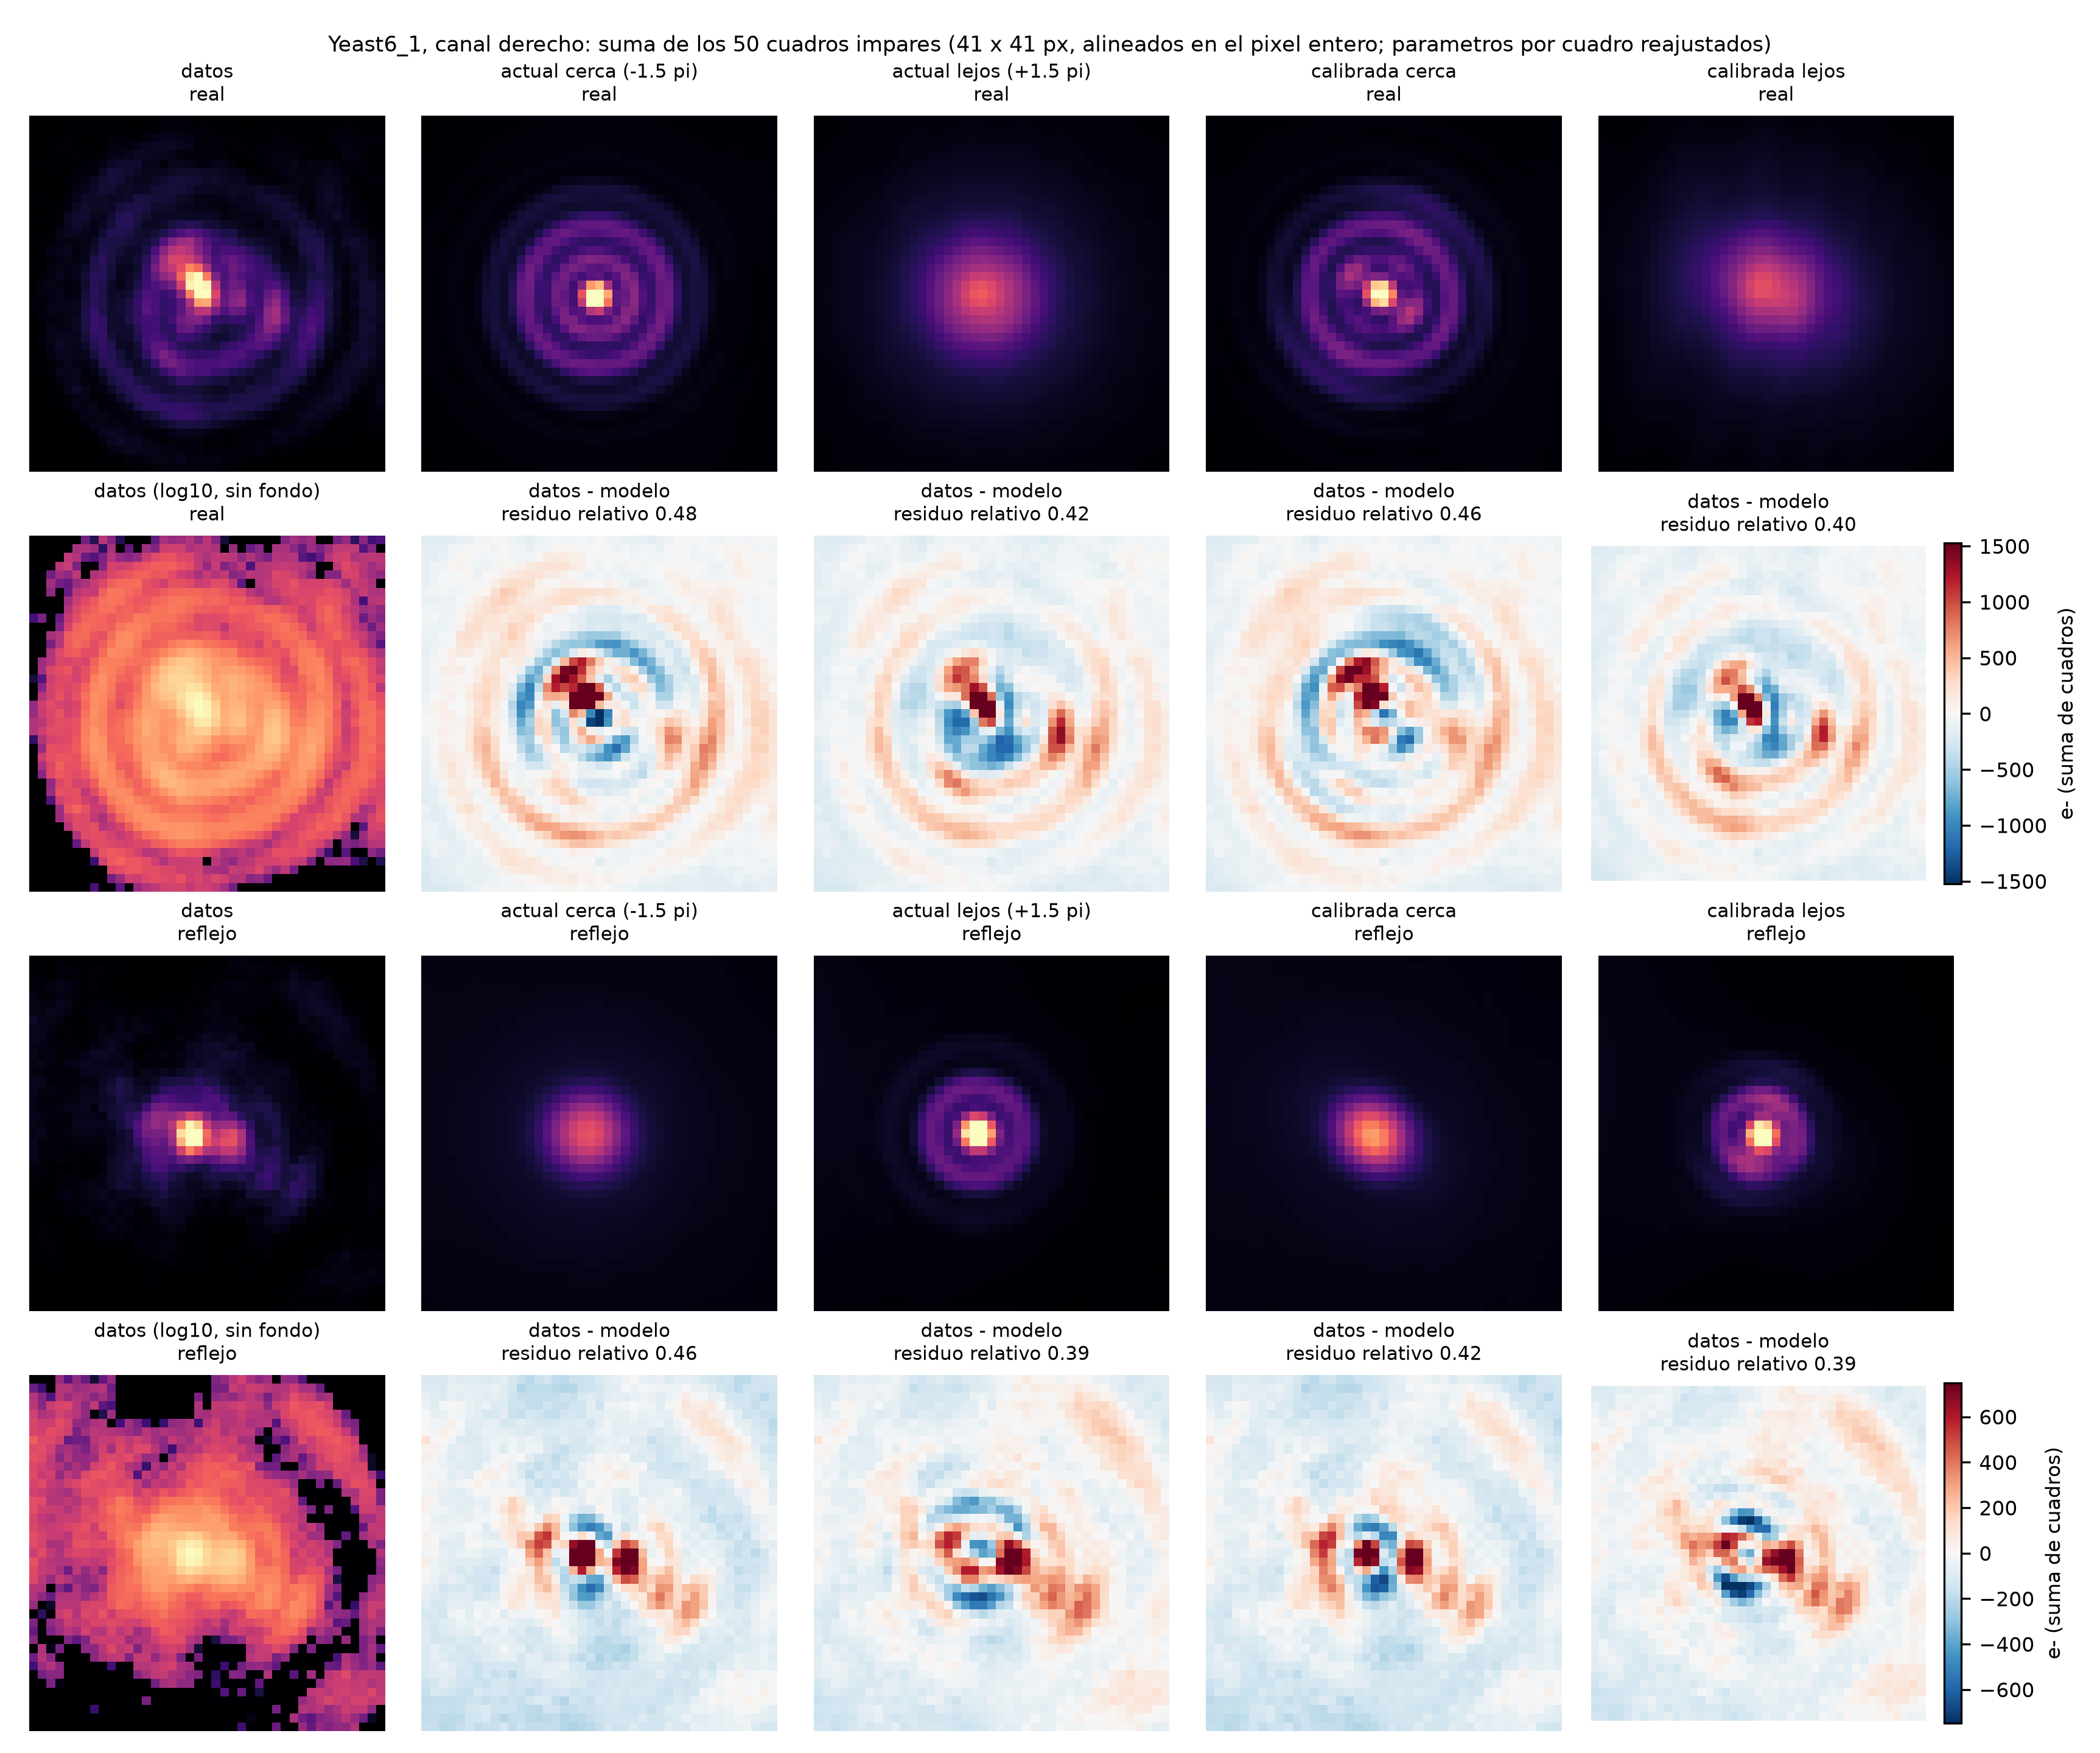 Yeast6_1, canal derecho: suma de los 50 cuadros impares (41 x 41 px, alineados en el pixel entero; parametros por cuadro reajustados)
datos
real
actual cerca (-1.5 pi)
real
actual lejos (+1.5 pi)
real
calibrada cerca
real
calibrada lejos
real
datos (log10, sin fondo)
real
datos - modelo
residuo relativo 0.48
datos - modelo
residuo relativo 0.42
datos - modelo
residuo relativo 0.46
datos - modelo
residuo relativo 0.40
1500
1000
500
0
−500
−1000
−1500
e- (suma de cuadros)
datos
reflejo
actual cerca (-1.5 pi)
reflejo
actual lejos (+1.5 pi)
reflejo
calibrada cerca
reflejo
calibrada lejos
reflejo
datos (log10, sin fondo)
reflejo
datos - modelo
residuo relativo 0.46
datos - modelo
residuo relativo 0.39
datos - modelo
residuo relativo 0.42
datos - modelo
residuo relativo 0.39
600
400
200
0
−200
−400
−600
e- (suma de cuadros)